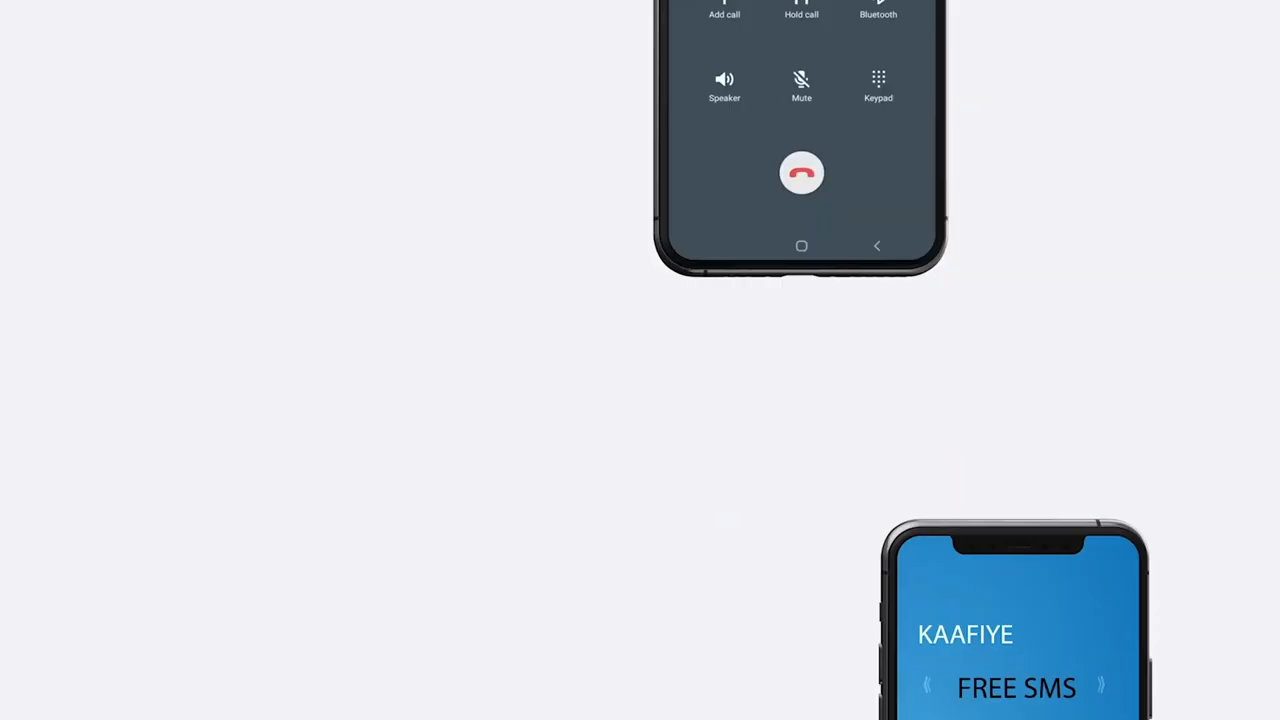 Add call Hold call Bluetooth
Speaker Mute Keypad
KAAFIYE
FREE SMS